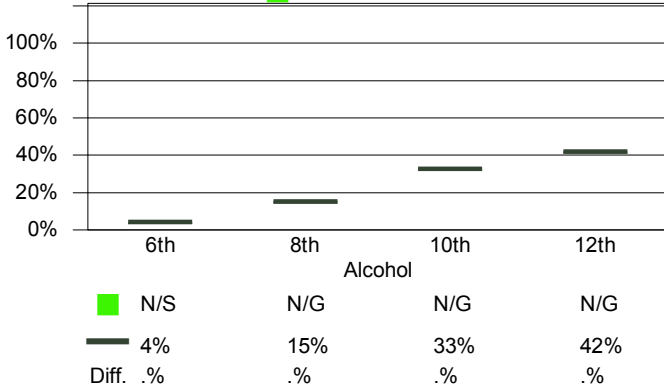 100%
80%
60%
40%
20%
0%
6th 8th 10th 12th
Alcohol
N/S N/G N/G N/G
4% 15% 33% 42%
Diff. .% .% .% .%